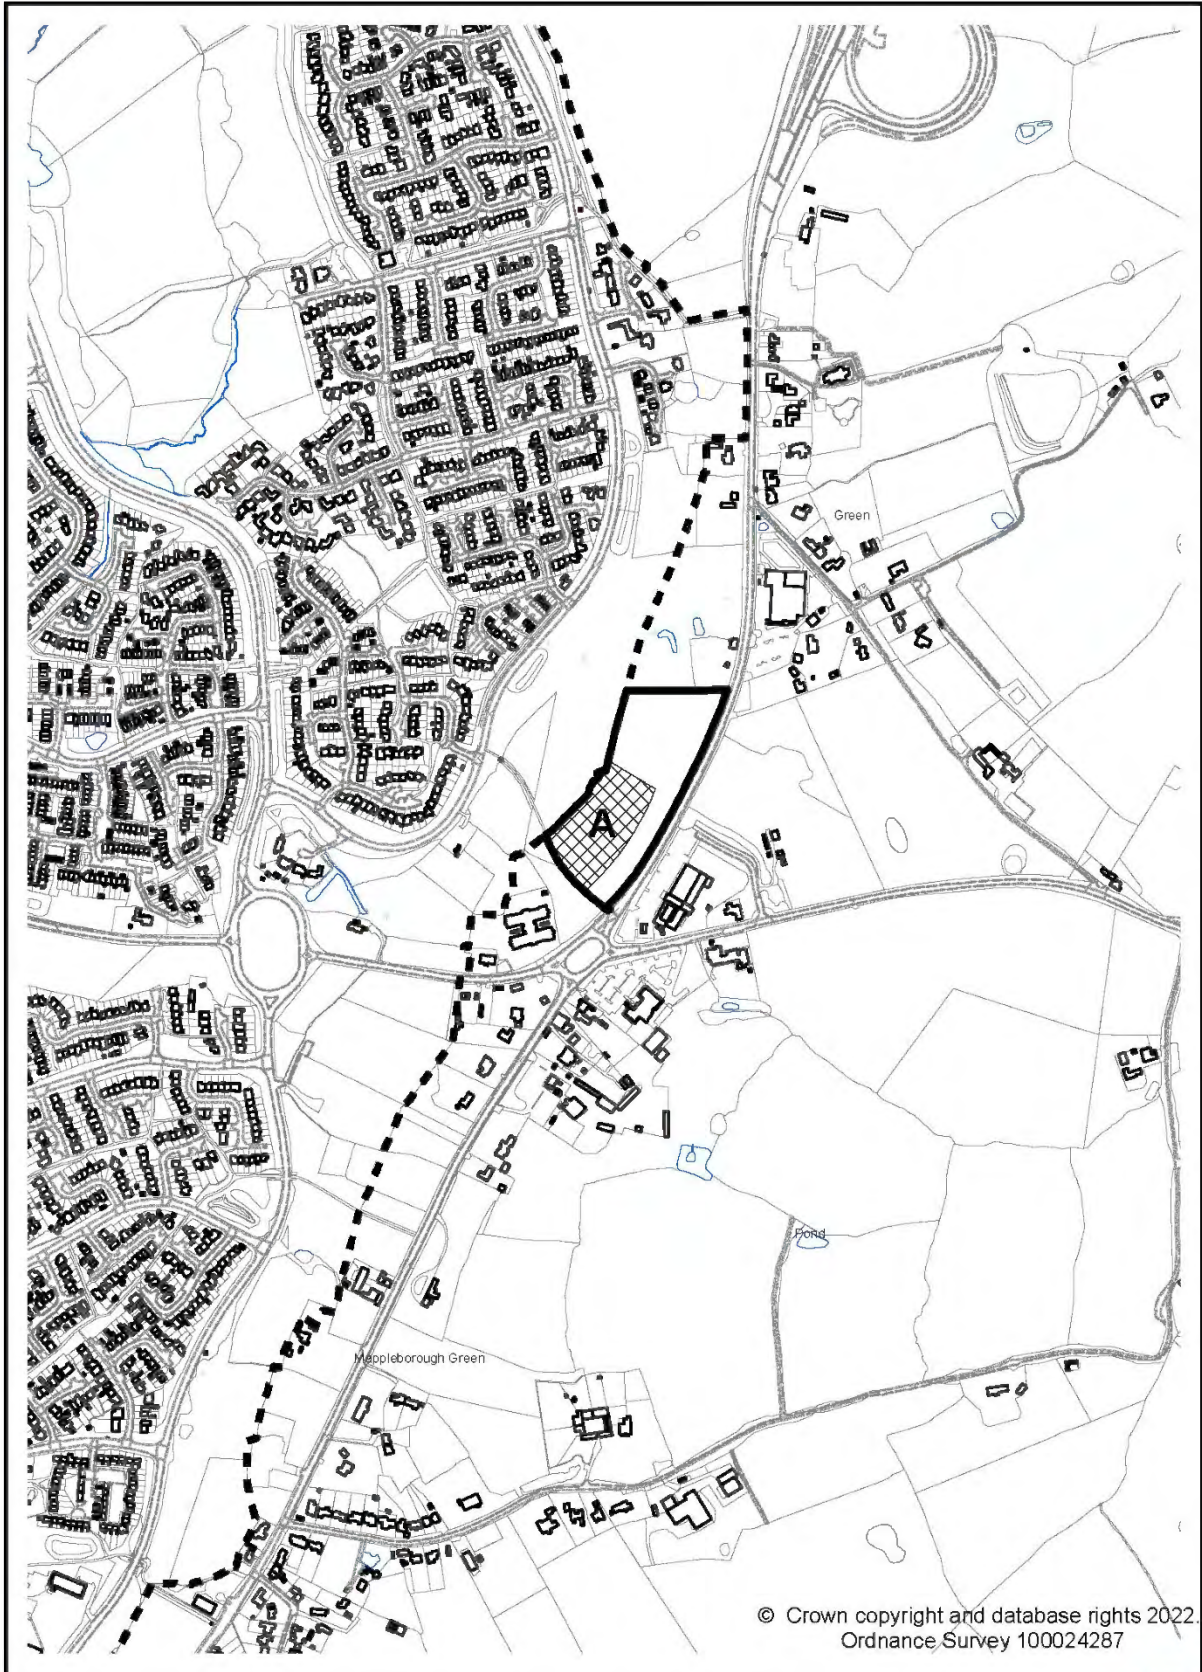 Green
A
Pond
Mappleborough Green
© Crown copyright and database rights 2022.
Ordnance Survey 100024287